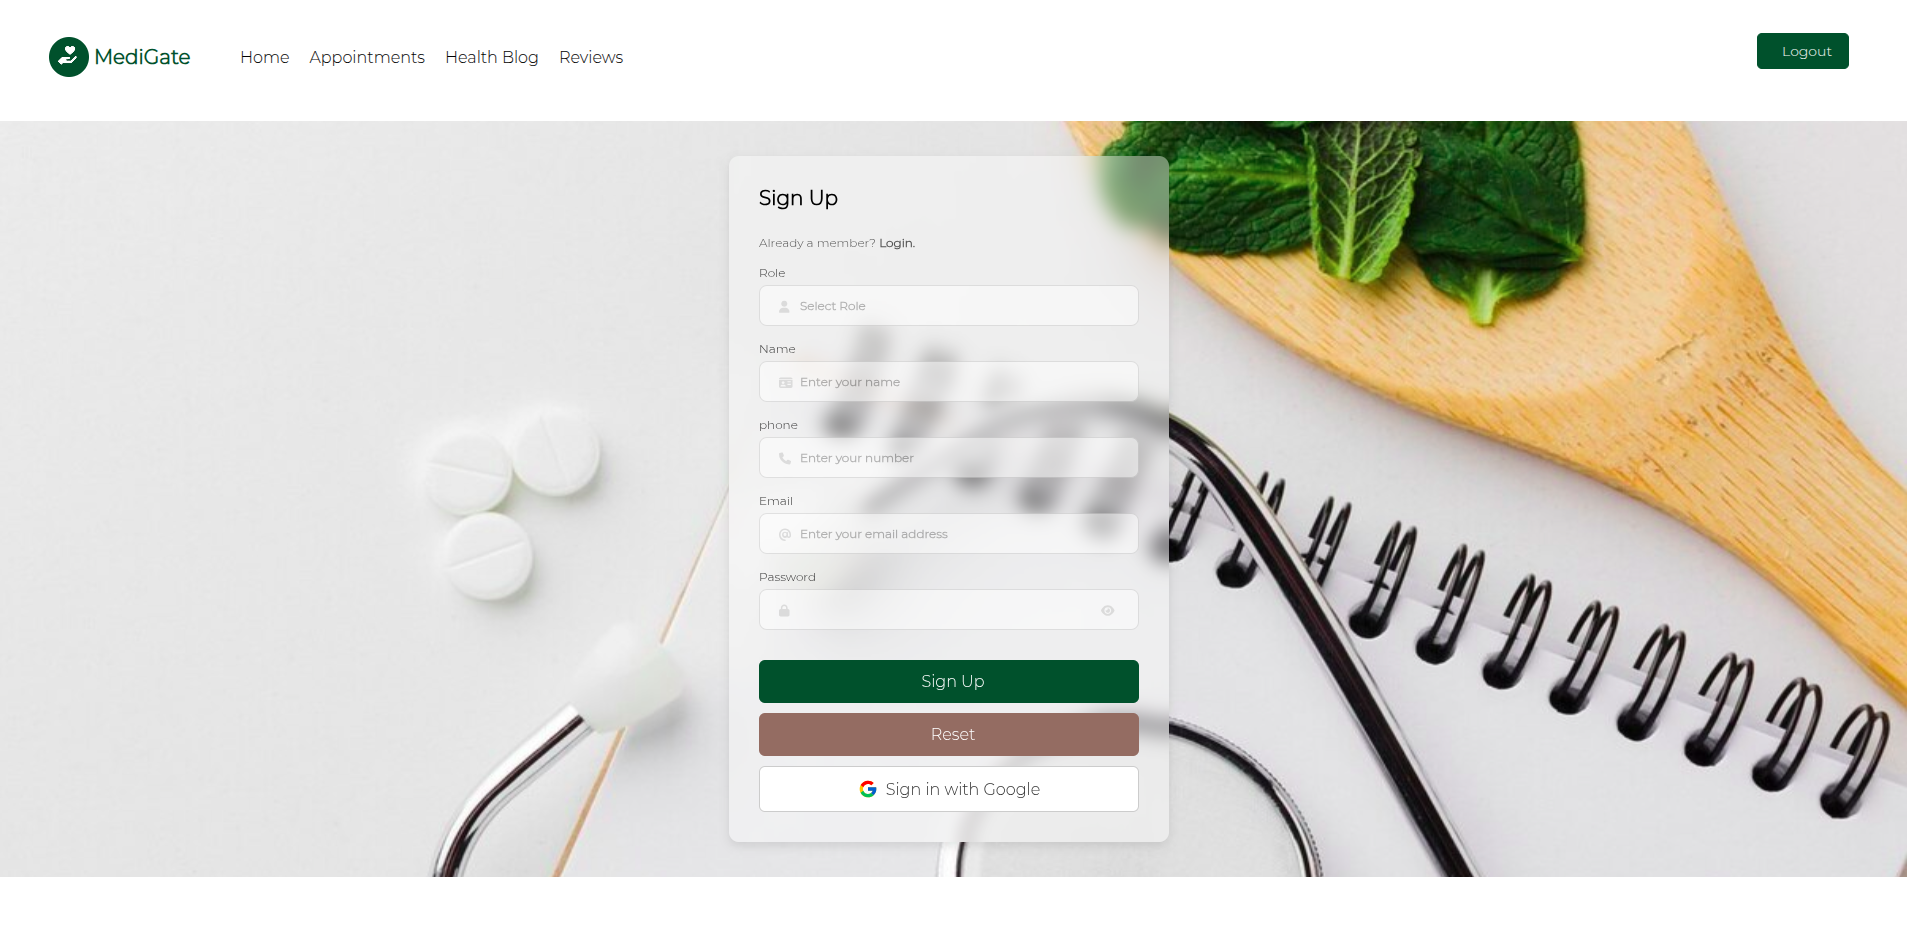 MediGate
Home Appointments Health Blog Reviews
Logout
Sign Up
Already a member? Login.
Role
Select Role
Name
Enter your name
phone
Enter your number
Email
Enter your email address
Password
Sign Up
Reset
Sign in with Google